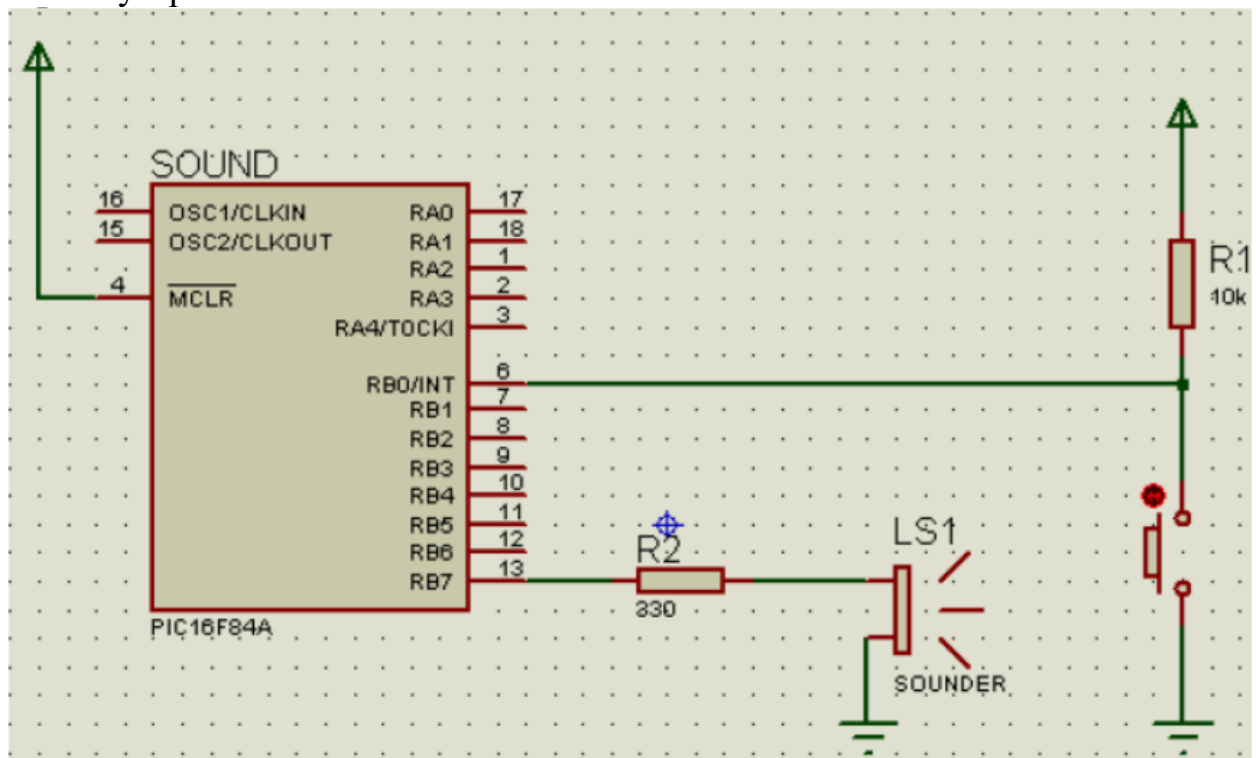 SOUND
16 OSC1/CLKIN RA0 17
15 OSC2/CLKOUT RA1 18
RA2 1
4 MCLR RA3 2
RA4/T0CKI 3
RB0/INT 6
RB1 7
RB2 8
RB3 9
RB4 10
RB5 11
RB6 12
RB7 13
PIC16F84A
R2
330
LS1
SOUNDER
R1
10k